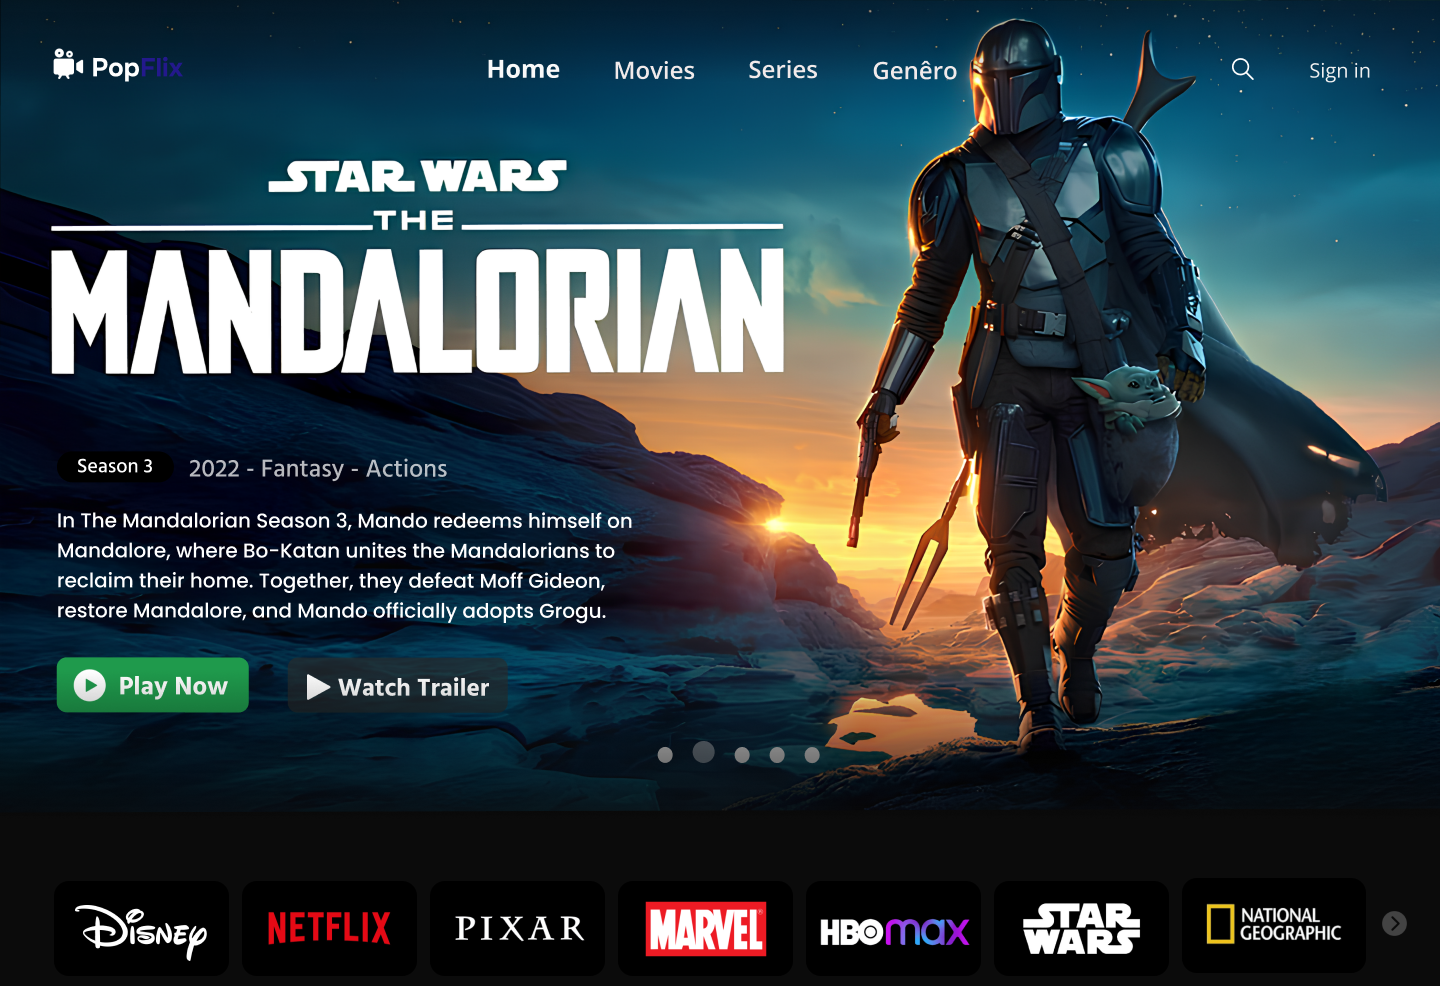 PopFlix
Home
Movies
Series
Genêro
Sign in
STAR WARS
THE
MANDALORIAN
Season 3
2022 - Fantasy - Actions
In The Mandalorian Season 3, Mando redeems himself on
Mandalore, where Bo-Katan unites the Mandalorians to
reclaim their home. Together, they defeat Moff Gideon,
restore Mandalore, and Mando officially adopts Grogu.
Play Now
Watch Trailer
DISNEY
NETFLIX
PIXAR
MARVEL
HBOmax
STAR
WARS
NATIONAL
GEOGRAPHIC